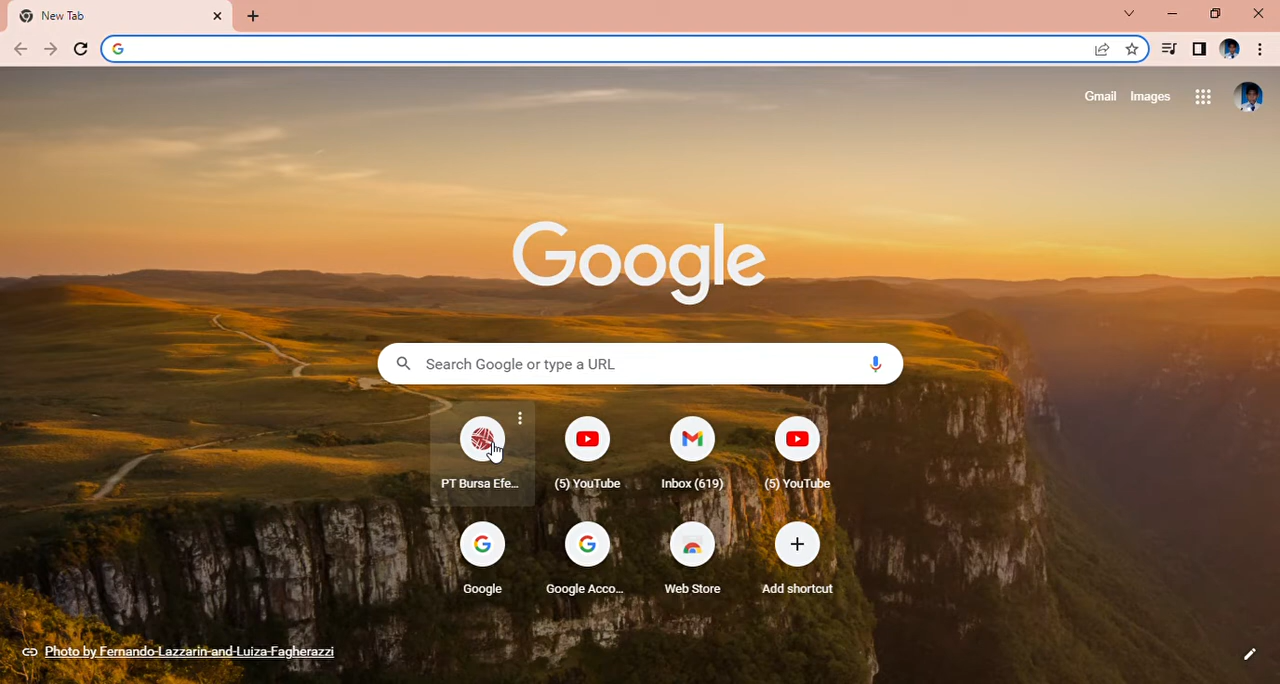 New Tab
Gmail Images
Google
Search Google or type a URL
PT Bursa Efe... (5) YouTube Inbox (619) (5) YouTube
Google Google Acco... Web Store Add shortcut
Photo by Fernando-Lazzarin-and-Luiza-Fagherazzi